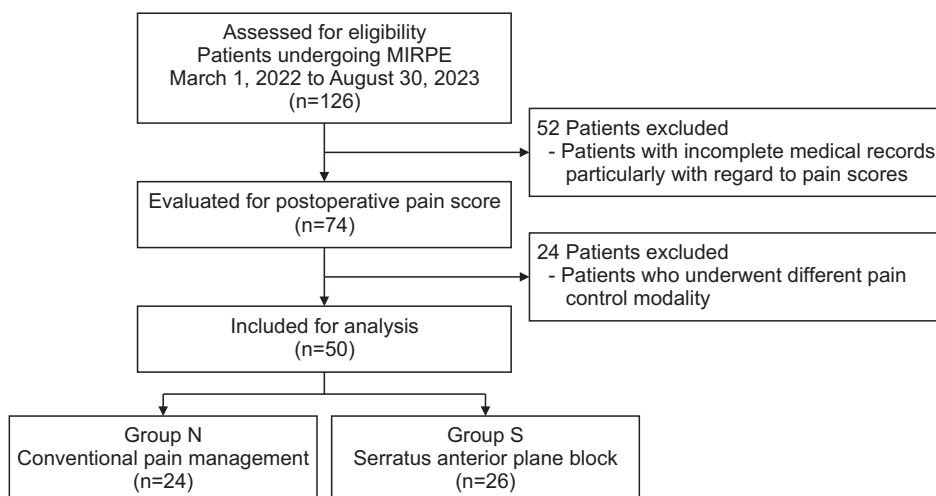 Assessed for eligibility
Patients undergoing MIRPE
March 1, 2022 to August 30, 2023
(n=126)
52 Patients excluded
- Patients with incomplete medical records
particularly with regard to pain scores
Evaluated for postoperative pain score
(n=74)
24 Patients excluded
- Patients who underwent different pain
control modality
Included for analysis
(n=50)
Group N
Conventional pain management
(n=24)
Group S
Serratus anterior plane block
(n=26)